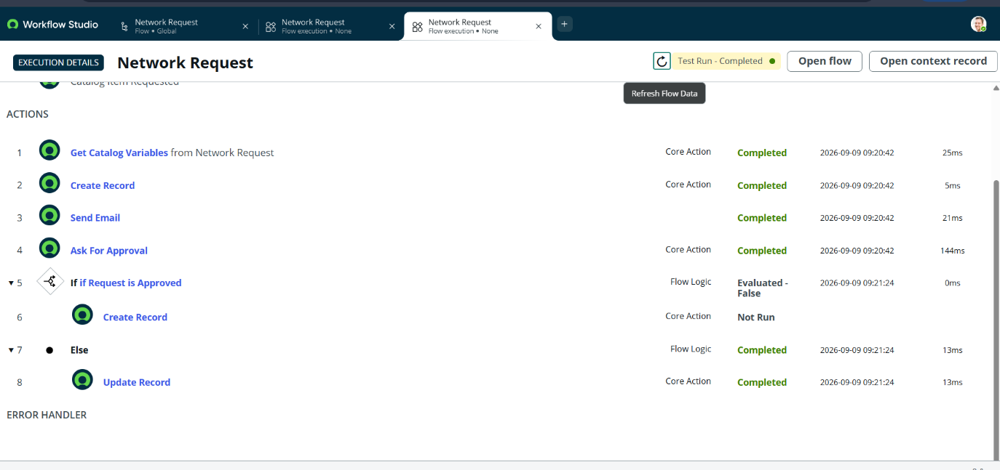 Workflow Studio
Network Request
Flow • Global
Network Request
Flow execution • None
Network Request
Flow execution • None
EXECUTION DETAILS
Network Request
Test Run - Completed
Open flow
Open context record
Catalog Item Requested
Refresh Flow Data
ACTIONS
1 Get Catalog Variables from Network Request Core Action Completed 2026-09-09 09:20:42 25ms
2 Create Record Core Action Completed 2026-09-09 09:20:42 5ms
3 Send Email Completed 2026-09-09 09:20:42 21ms
4 Ask For Approval Core Action Completed 2026-09-09 09:20:42 144ms
5 If if Request is Approved Flow Logic Evaluated - False 2026-09-09 09:21:24 0ms
6 Create Record Core Action Not Run
7 Else Flow Logic Completed 2026-09-09 09:21:24 13ms
8 Update Record Core Action Completed 2026-09-09 09:21:24 13ms
ERROR HANDLER